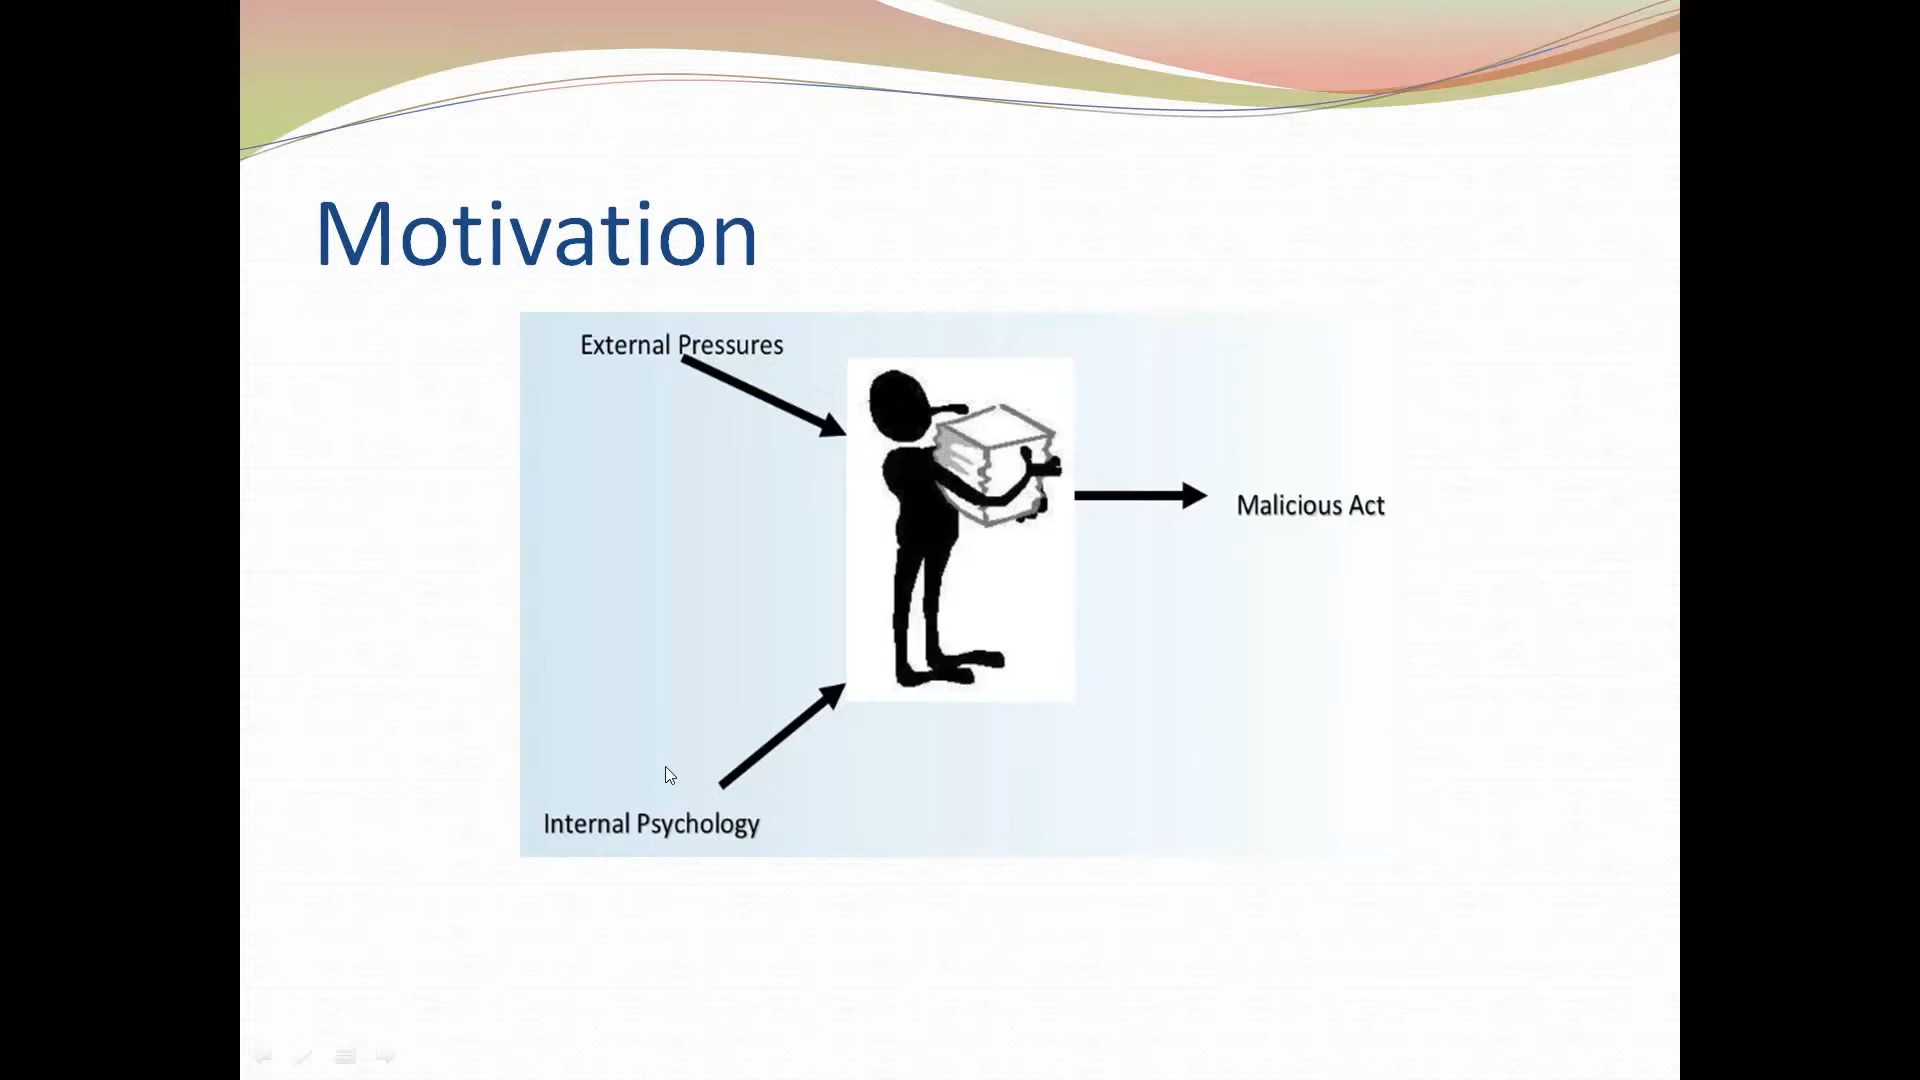 Motivation
External Pressures
Malicious Act
Internal Psychology